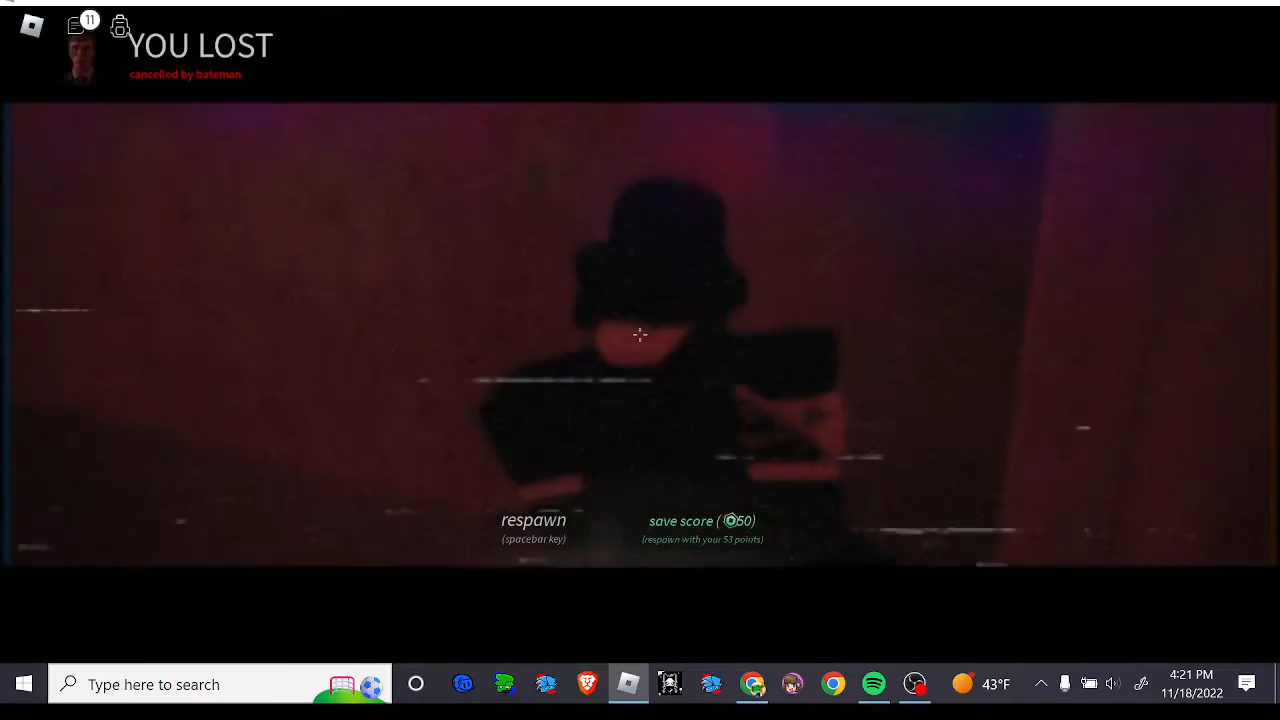 11
YOU LOST
cancelled by bateman
respawn
(spacebar key)
save score ( 50)
(respawn with your 53 points)
Type here to search
43°F
4:21 PM
11/18/2022